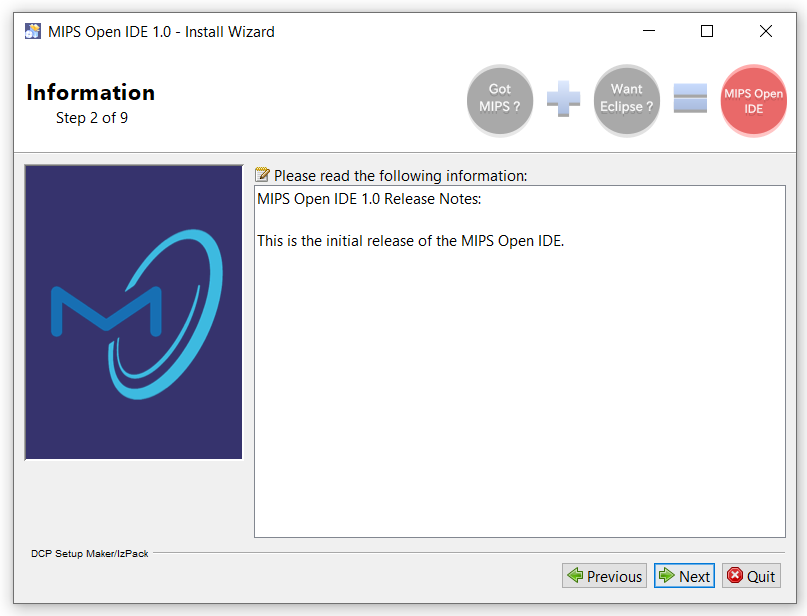 MIPS Open IDE 1.0 - Install Wizard
Information
Step 2 of 9
Got
MIPS ?
Want
Eclipse ?
MIPS Open
IDE
Please read the following information:
MIPS Open IDE 1.0 Release Notes:
This is the initial release of the MIPS Open IDE.
DCP Setup Maker/IzPack
Previous
Next
Quit